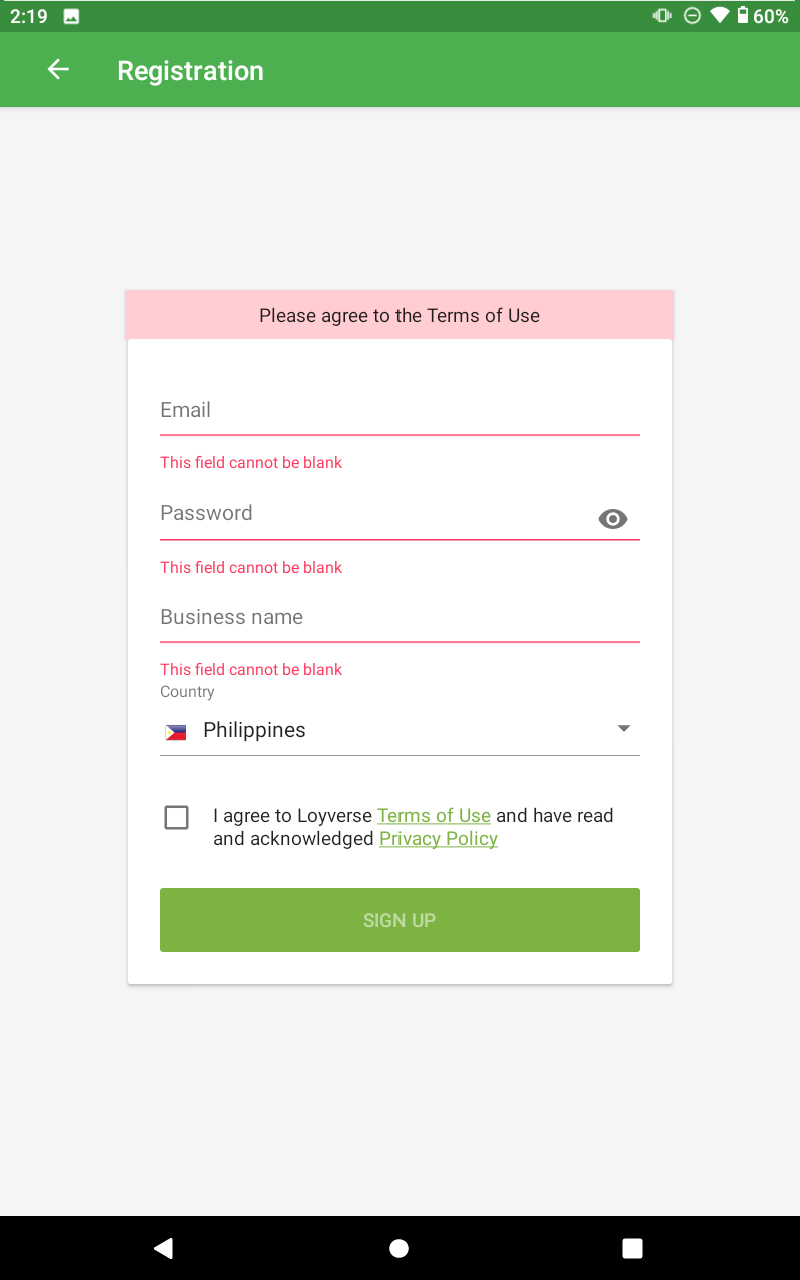 2:19
60%
Registration
Please agree to the Terms of Use
Email
This field cannot be blank
Password
This field cannot be blank
Business name
This field cannot be blank
Country
Philippines
I agree to Loyverse Terms of Use and have read
and acknowledged Privacy Policy
SIGN UP